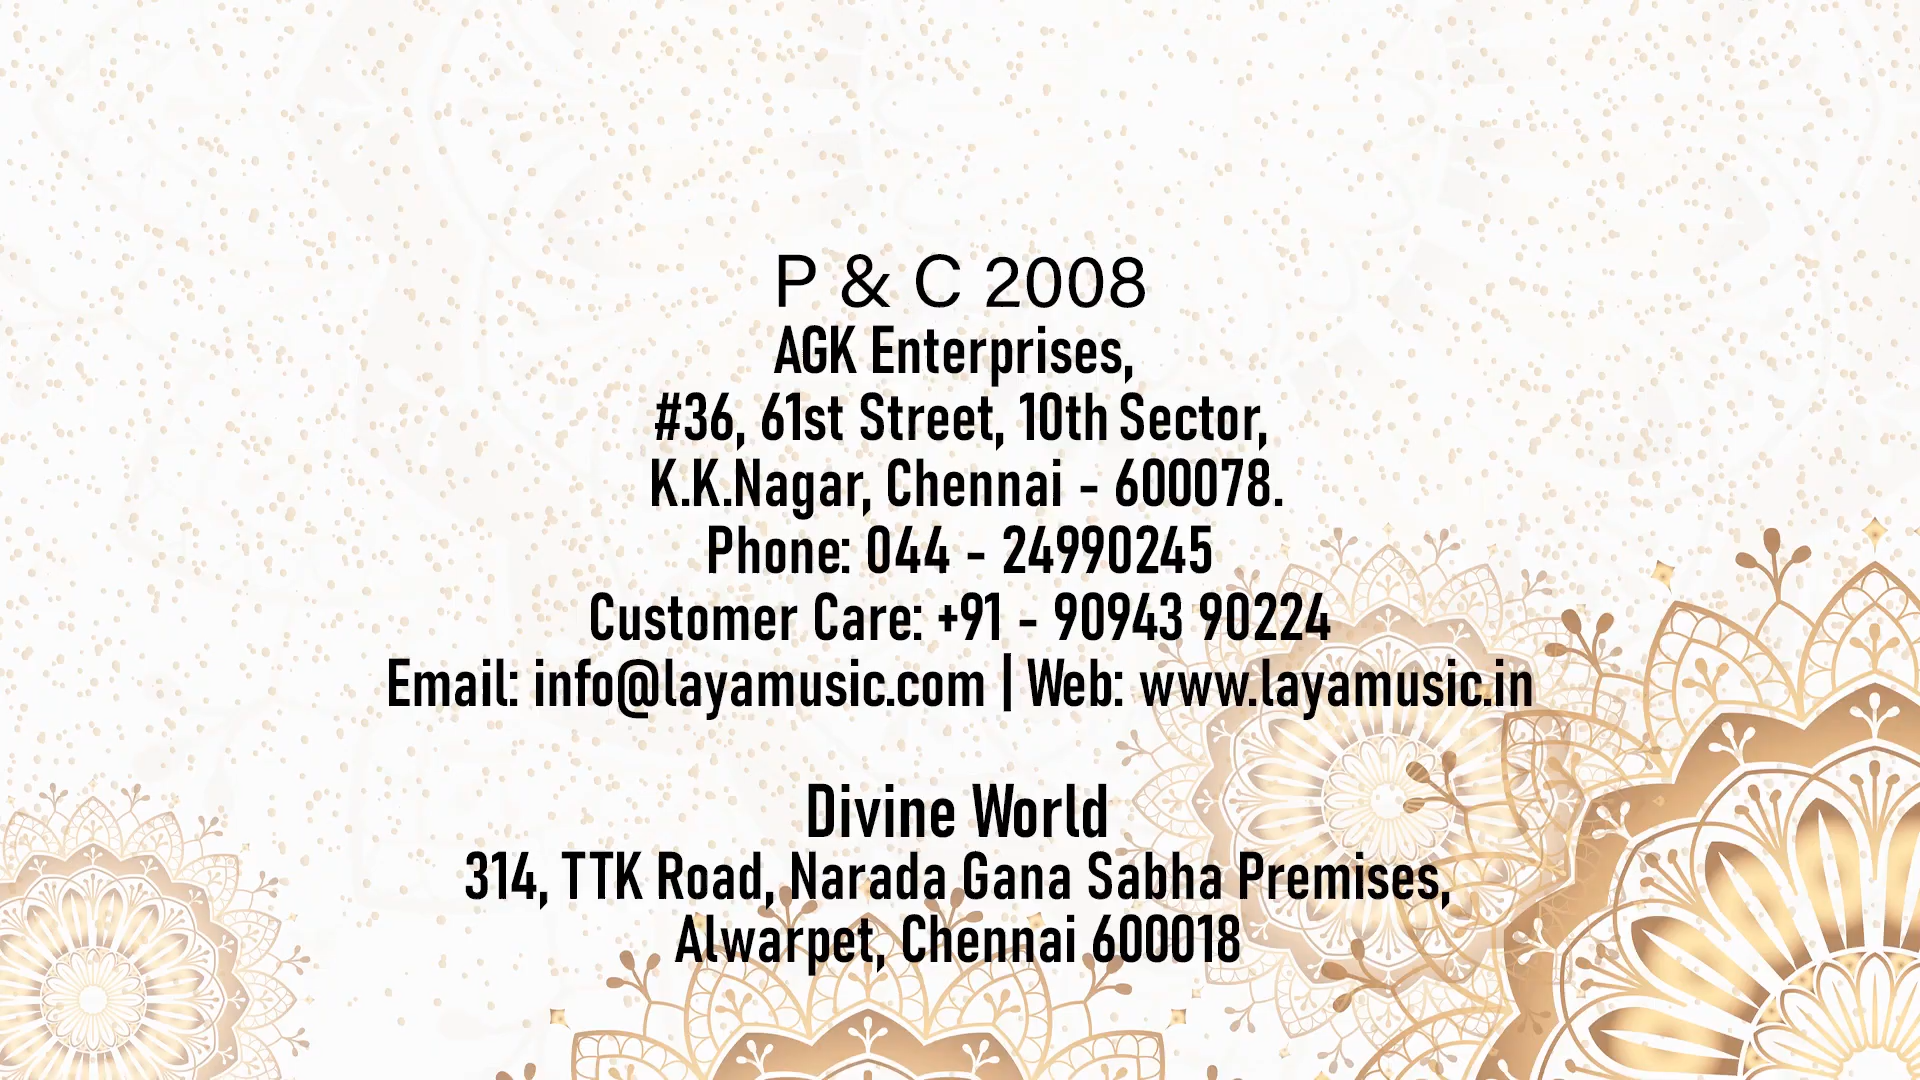 P & C 2008
AGK Enterprises,
#36, 61st Street, 10th Sector,
K.K.Nagar, Chennai - 600078.
Phone: 044 - 24990245
Customer Care: +91 - 90943 90224
Email: info@layamusic.com | Web: www.layamusic.in
Divine World
314, TTK Road, Narada Gana Sabha Premises,
Alwarpet, Chennai 600018